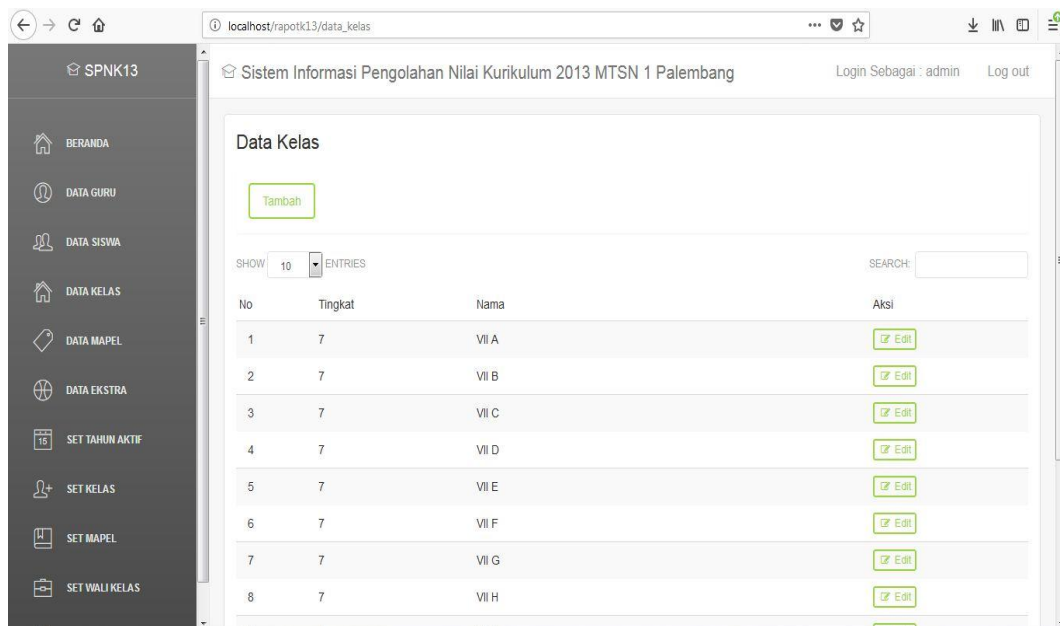 localhost/rapotk13/data_kelas
SPNK13
Sistem Informasi Pengolahan Nilai Kurikulum 2013 MTSN 1 Palembang
Login Sebagai : admin
Log out
BERANDA
DATA GURU
DATA SISWA
DATA KELAS
DATA MAPEL
DATA EKSTRA
15
SET TAHUN AKTIF
SET KELAS
SET MAPEL
SET WALI KELAS
Data Kelas
Tambah
SHOW 10 ENTRIES
SEARCH:
No Tingkat Nama Aksi
1 7 VII A Edit
2 7 VII B Edit
3 7 VII C Edit
4 7 VII D Edit
5 7 VII E Edit
6 7 VII F Edit
7 7 VII G Edit
8 7 VII H Edit